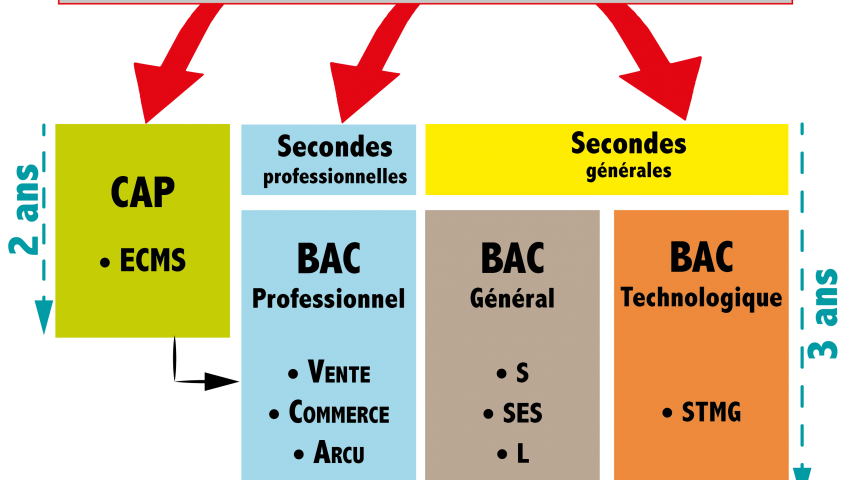 2 ans
CAP
• ECMS
Secondes
professionnelles
Secondes
générales
BAC
Professionnel
• VENTE
• COMMERCE
• ARCU
BAC
Général
• S
• SES
• L
BAC
Technologique
• STMG
3 ans